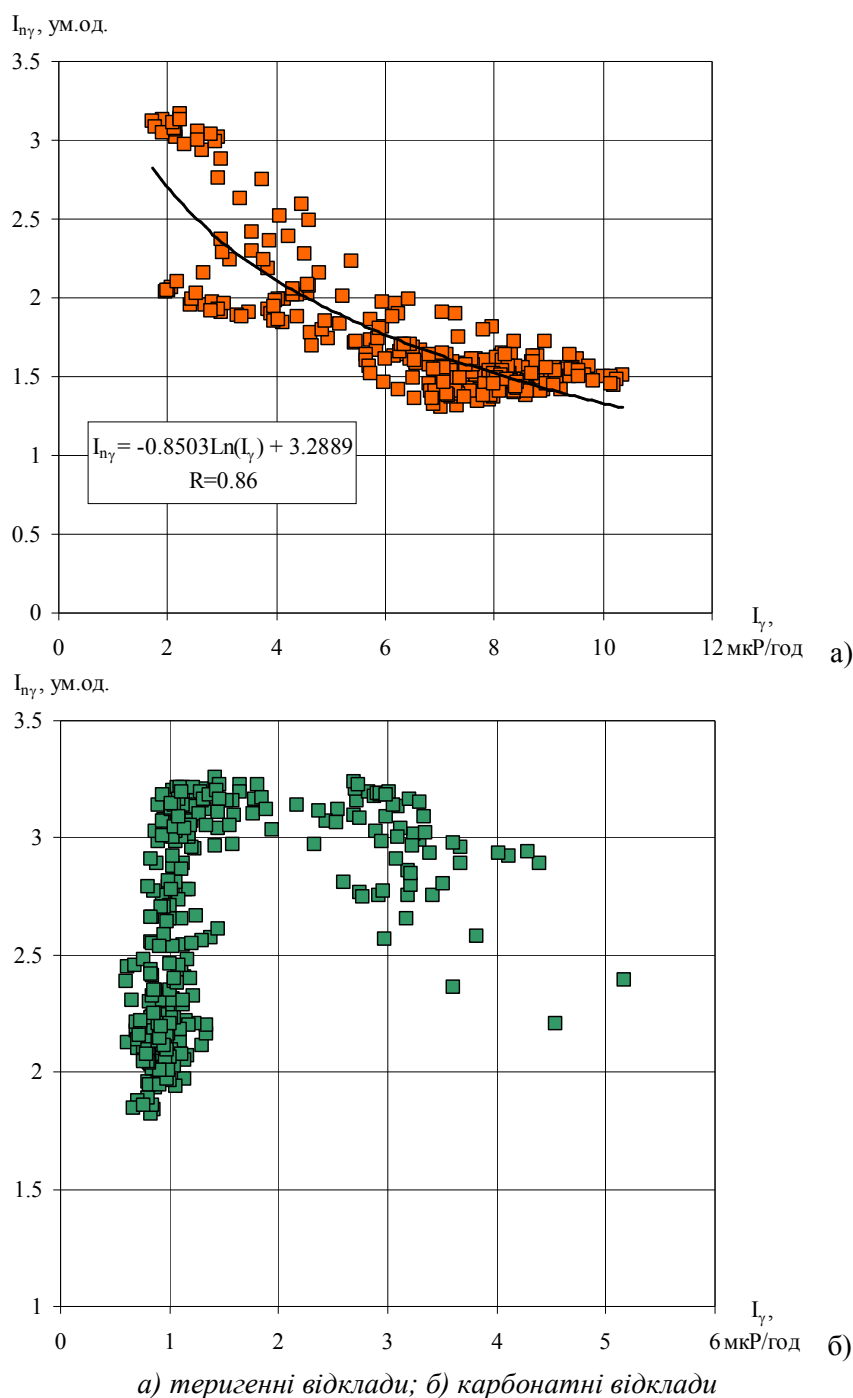 Inγ, ум.од.
3.5
3
2.5
2
1.5
1
0.5
0
Inγ = -0.8503Ln(Iγ) + 3.2889
R=0.86
0 2 4 6 8 10 12
Iγ,
мкР/год
а)
Inγ, ум.од.
3.5
3
2.5
2
1.5
1
0 1 2 3 4 5 6
Iγ,
мкР/год
б)
а) теригенні відклади; б) карбонатні відклади